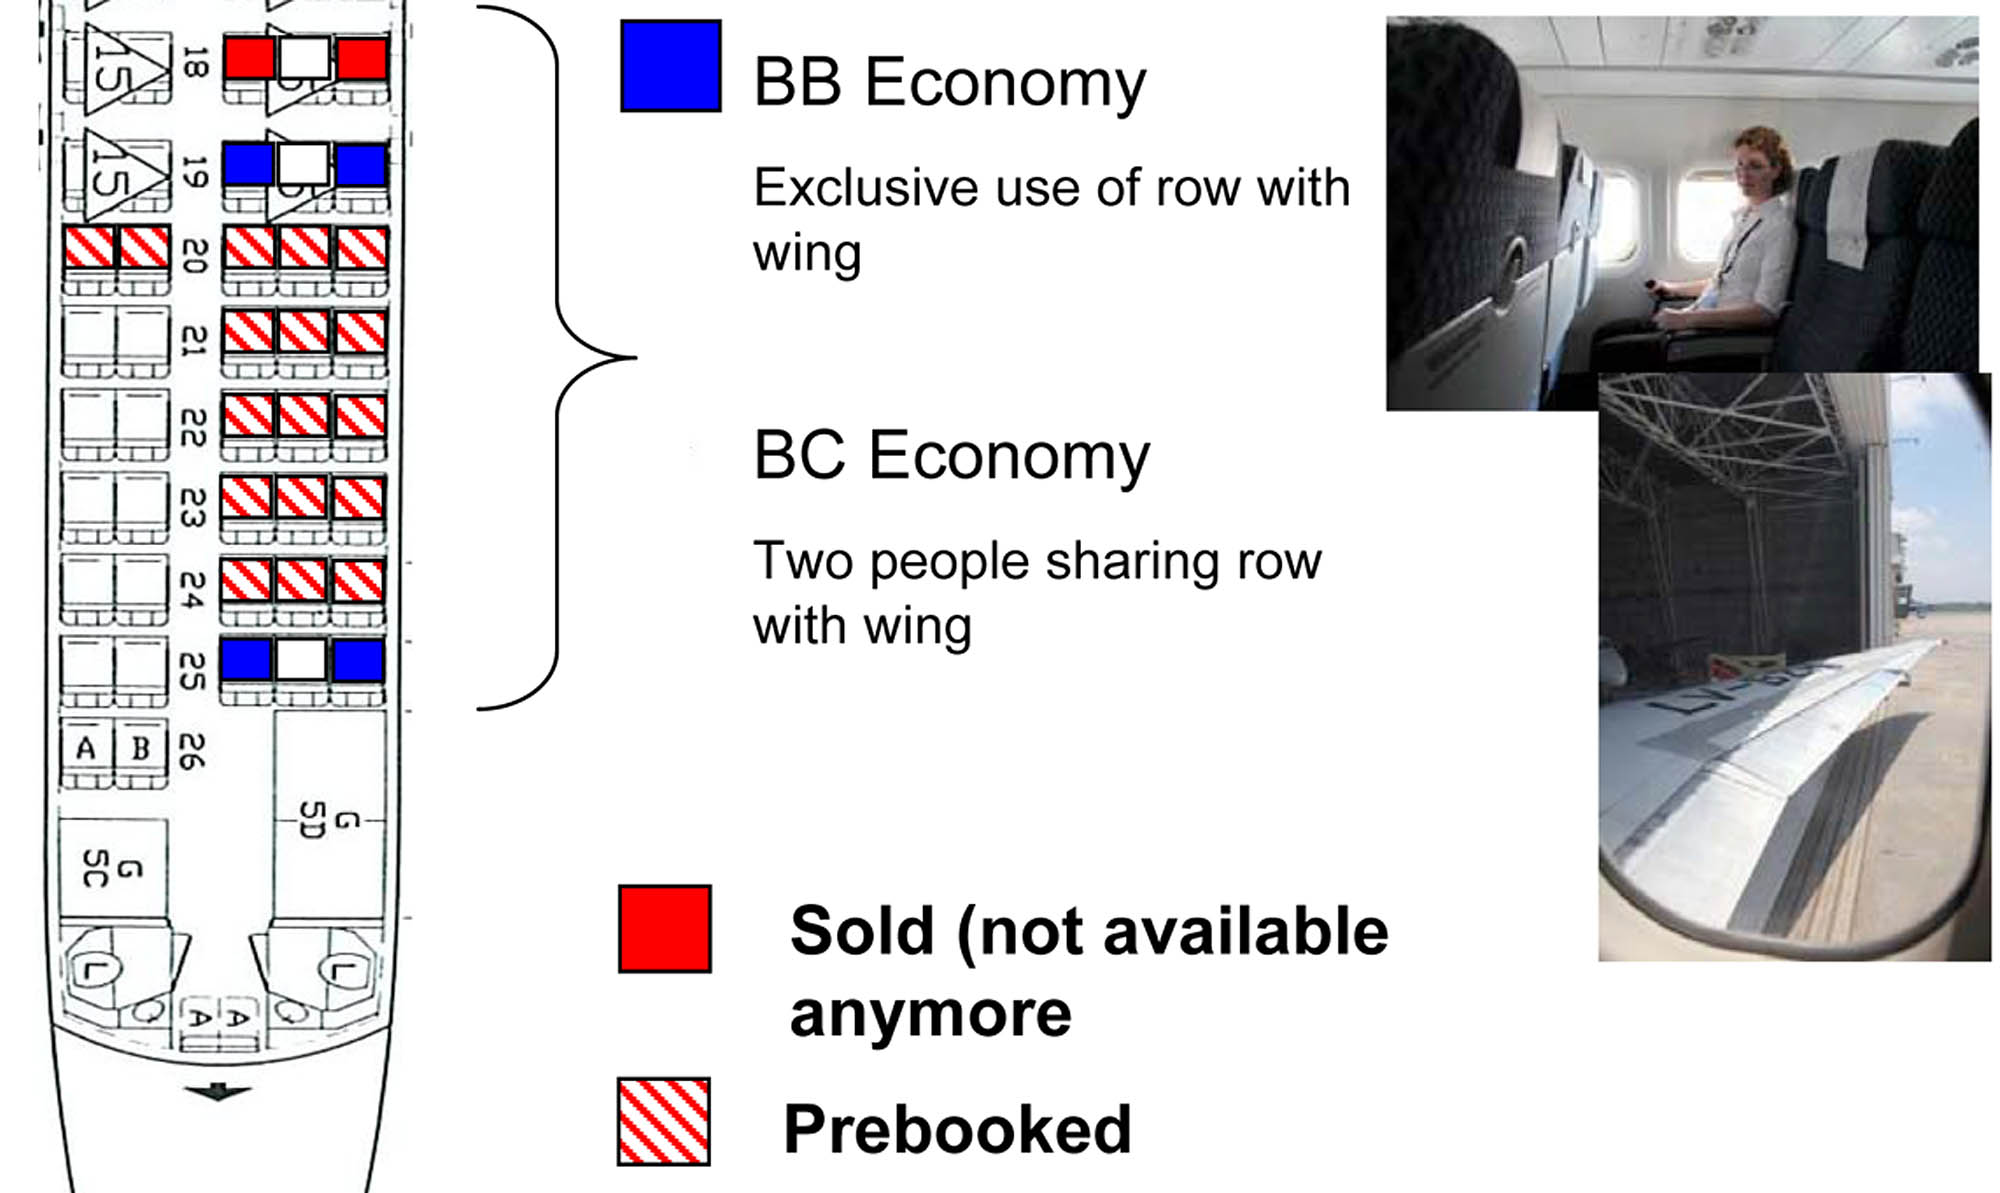 15
18
15
19
20
21
22
23
24
25
A B 26
G
5D
G
5C
L
L
A A
BB Economy
Exclusive use of row with
wing
BC Economy
Two people sharing row
with wing
Sold (not available
anymore
Prebooked
LV-